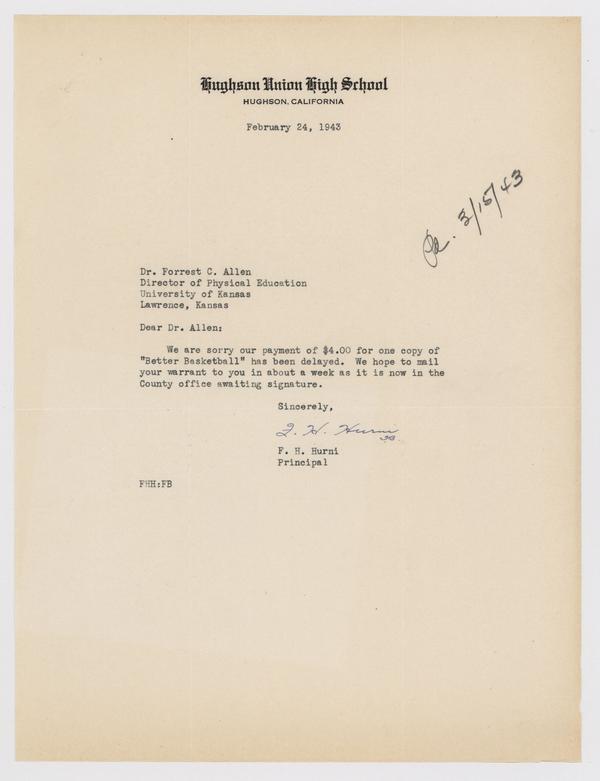 Hughson Union High School
HUGHSON, CALIFORNIA
February 24, 1943
Pd. 3/15/43
Dr. Forrest C. Allen
Director of Physical Education
University of Kansas
Lawrence, Kansas
Dear Dr. Allen:
We are sorry our payment of $4.00 for one copy of
"Better Basketball" has been delayed. We hope to mail
your warrant to you in about a week as it is now in the
County office awaiting signature.
Sincerely,
F. H. Hurni
F. H. Hurni
Principal
FHH:FB